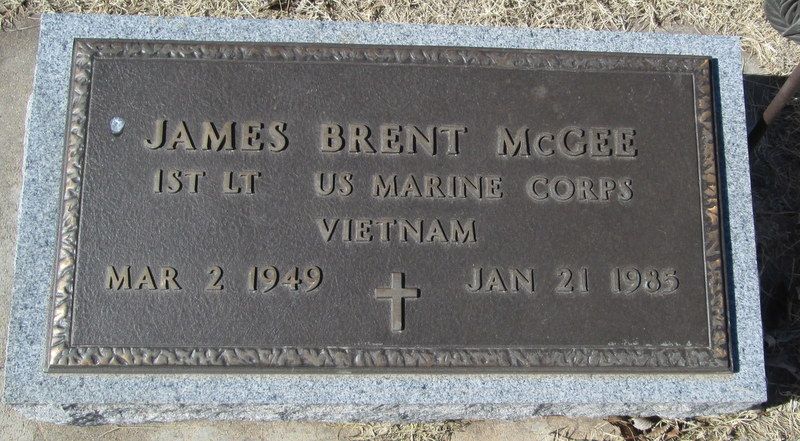 JAMES BRENT McGEE
1ST LT US MARINE CORPS
VIETNAM
MAR 2 1949 JAN 21 1985